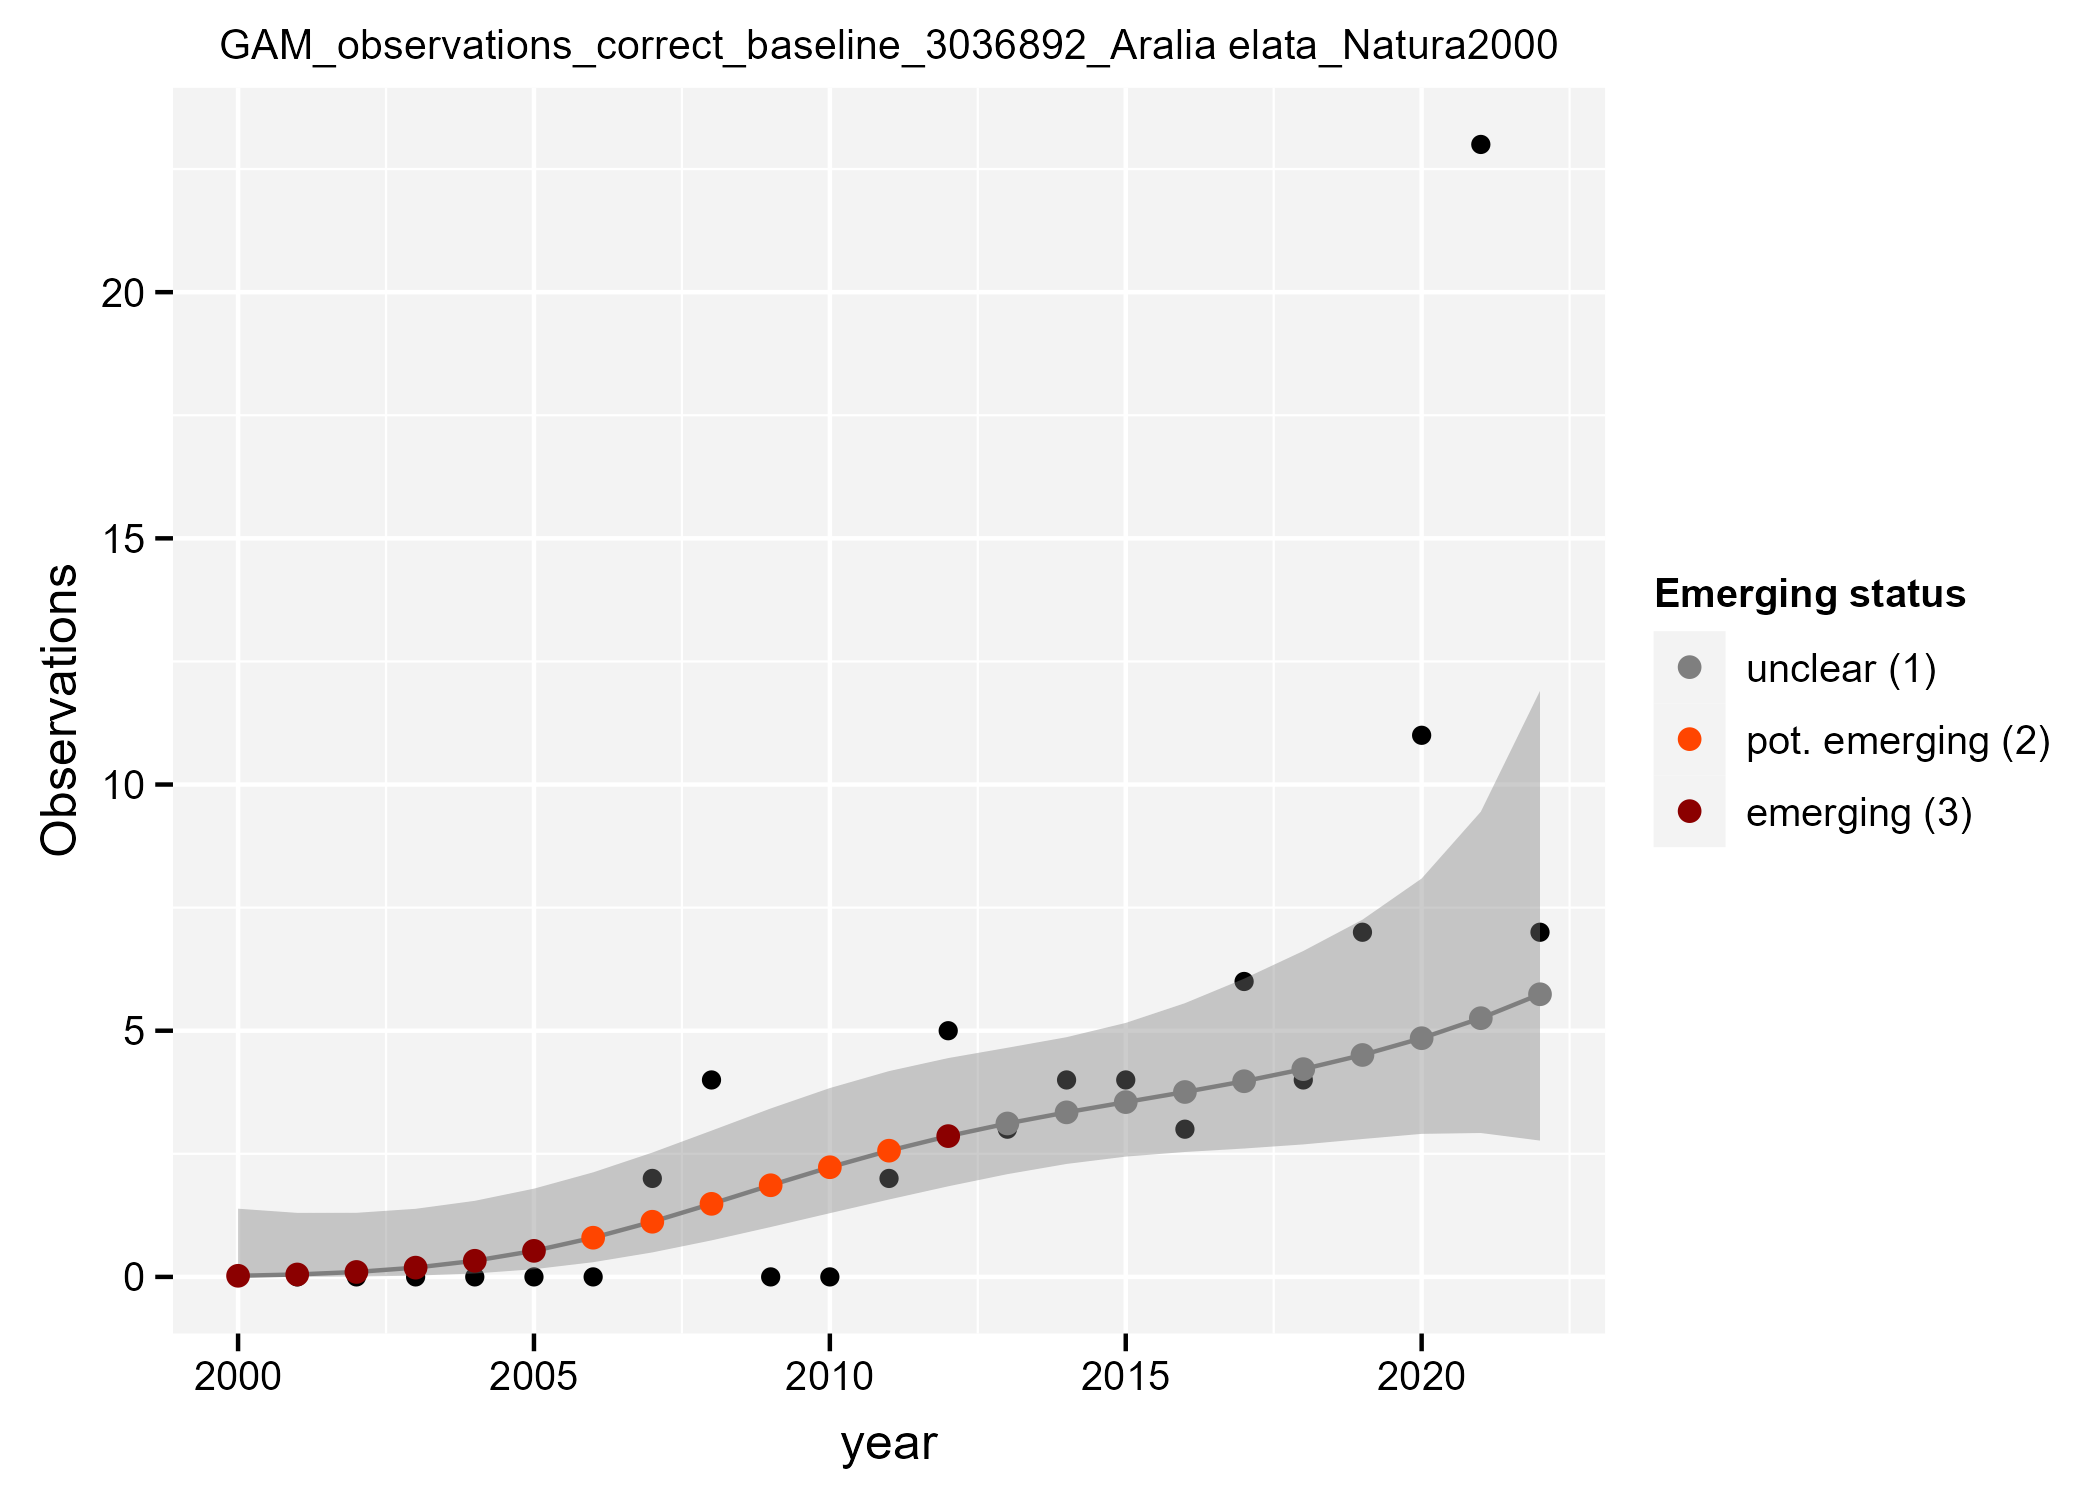 GAM_observations_correct_baseline_3036892_Aralia elata_Natura2000
Observations
20
15
10
5
0
2000
2005
2010
2015
2020
year
Emerging status
unclear (1)
pot. emerging (2)
emerging (3)